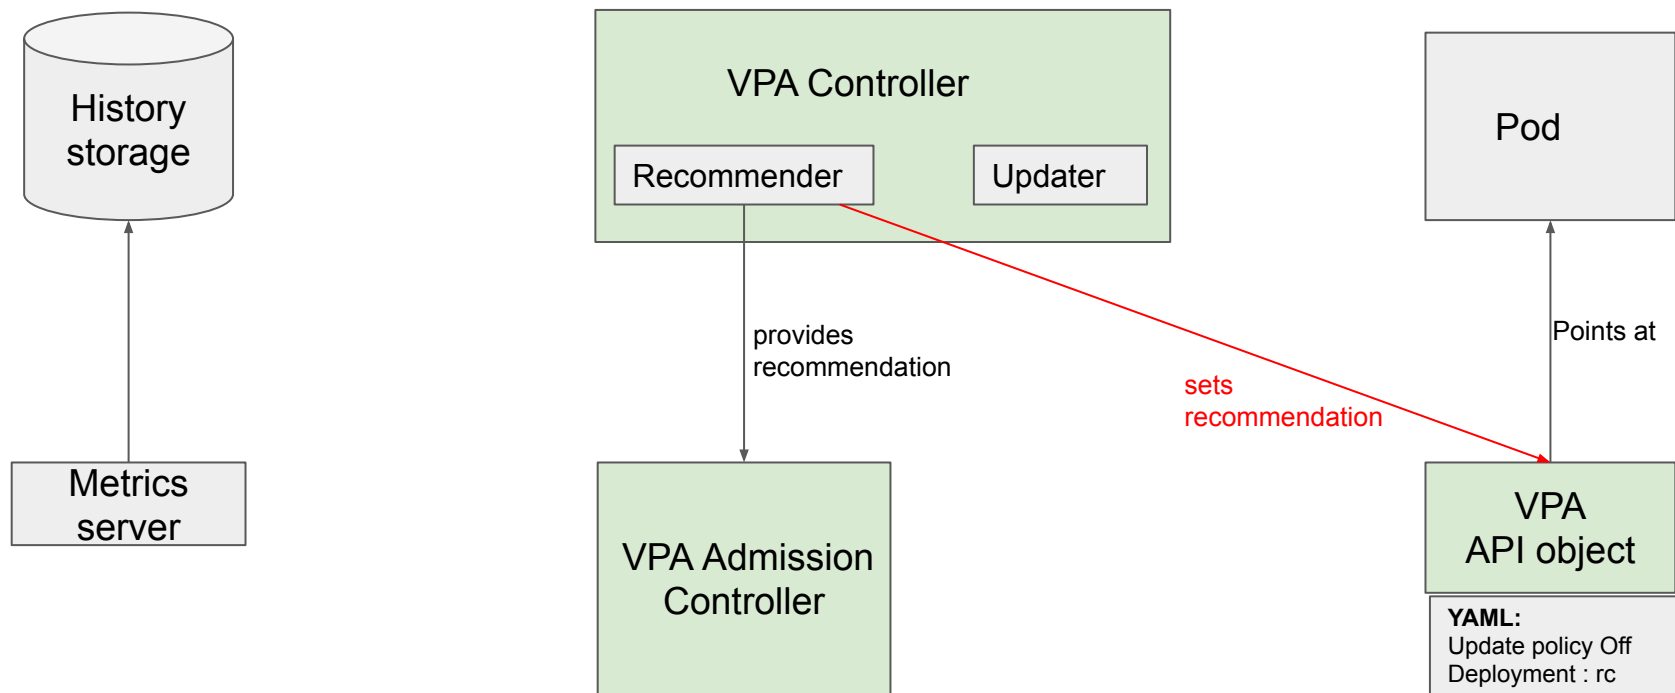 History
storage
VPA Controller
Recommender
Updater
Pod
provides
recommendation
sets
recommendation
Points at
Metrics
server
VPA Admission
Controller
VPA
API object
YAML:
Update policy Off
Deployment : rc